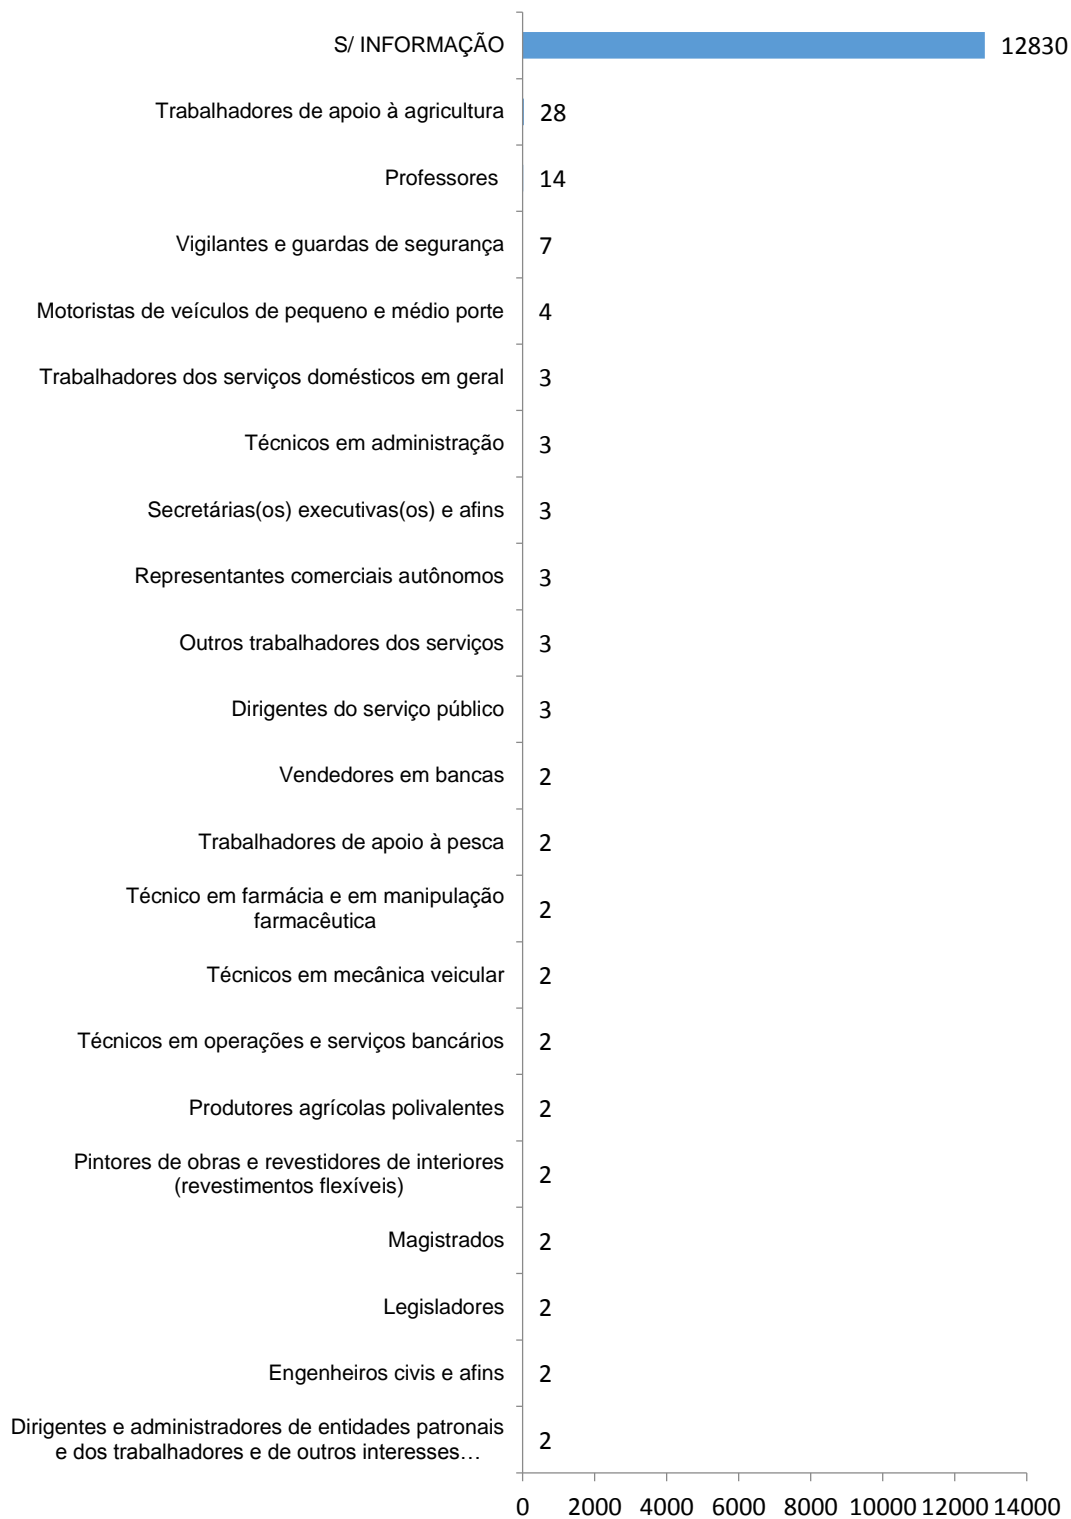 S/ INFORMAÇÃO 12830
Trabalhadores de apoio à agricultura 28
Professores 14
Vigilantes e guardas de segurança 7
Motoristas de veículos de pequeno e médio porte 4
Trabalhadores dos serviços domésticos em geral 3
Técnicos em administração 3
Secretárias(os) executivas(os) e afins 3
Representantes comerciais autônomos 3
Outros trabalhadores dos serviços 3
Dirigentes do serviço público 3
Vendedores em bancas 2
Trabalhadores de apoio à pesca 2
Técnico em farmácia e em manipulação
farmacêutica 2
Técnicos em mecânica veicular 2
Técnicos em operações e serviços bancários 2
Produtores agrícolas polivalentes 2
Pintores de obras e revestidores de interiores
(revestimentos flexíveis) 2
Magistrados 2
Legisladores 2
Engenheiros civis e afins 2
Dirigentes e administradores de entidades patronais
e dos trabalhadores e de outros interesses… 2
0 2000 4000 6000 8000 10000 12000 14000